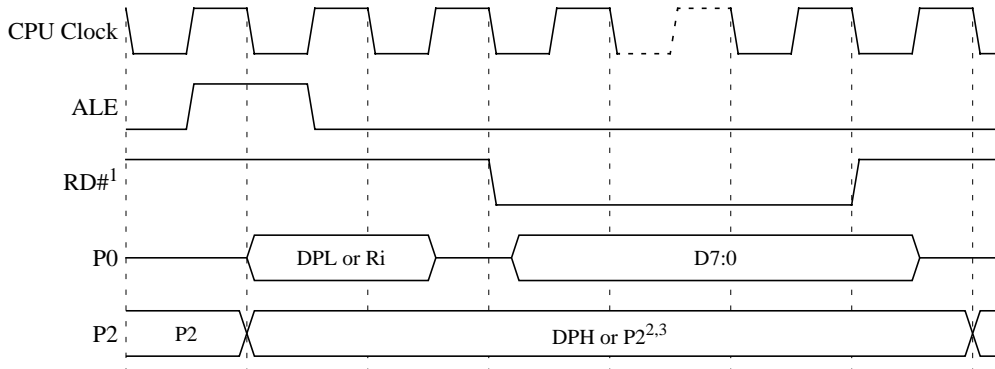 CPU Clock
ALE
RD#1
P0 DPL or Ri D7:0
P2 P2 DPH or P22,3